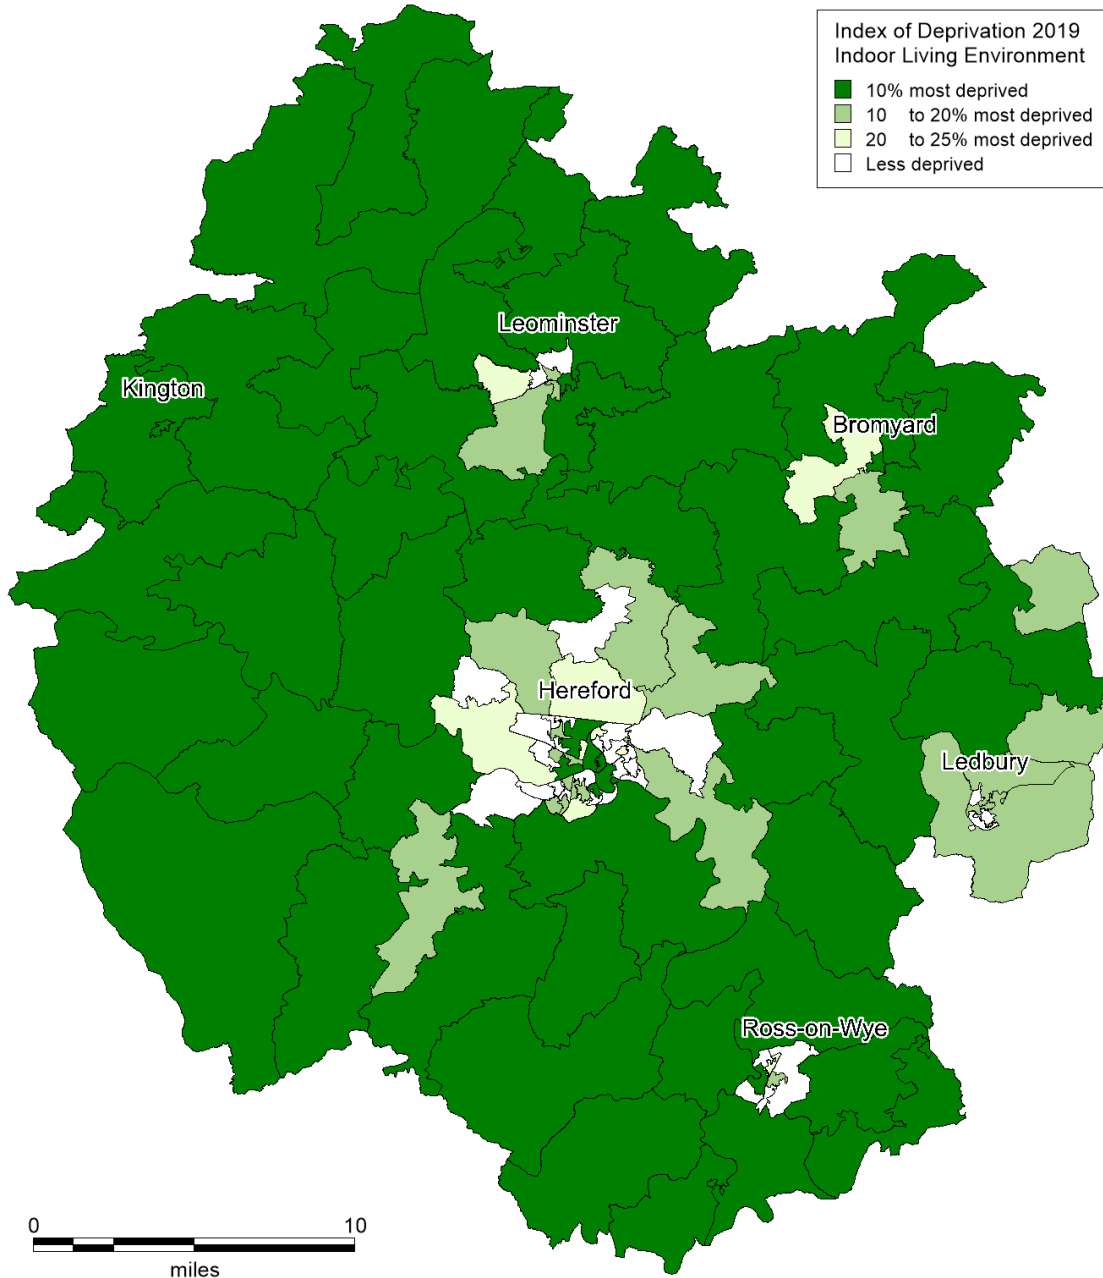 Index of Deprivation 2019
Indoor Living Environment
10% most deprived
10 to 20% most deprived
20 to 25% most deprived
Less deprived
Leominster
Kington
Bromyard
Hereford
Ledbury
Ross-on-Wye
0 10
miles